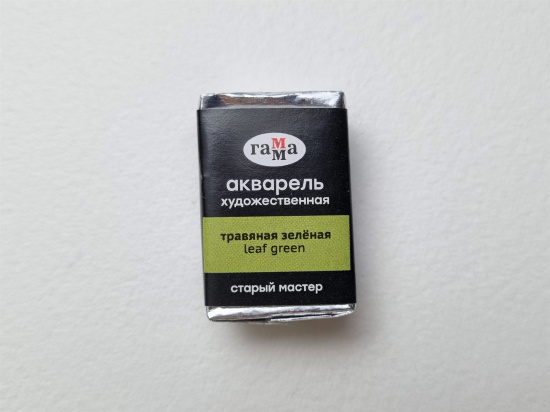 гамма
акварель
художественная
травяная зелёная
leaf green
старый мастер